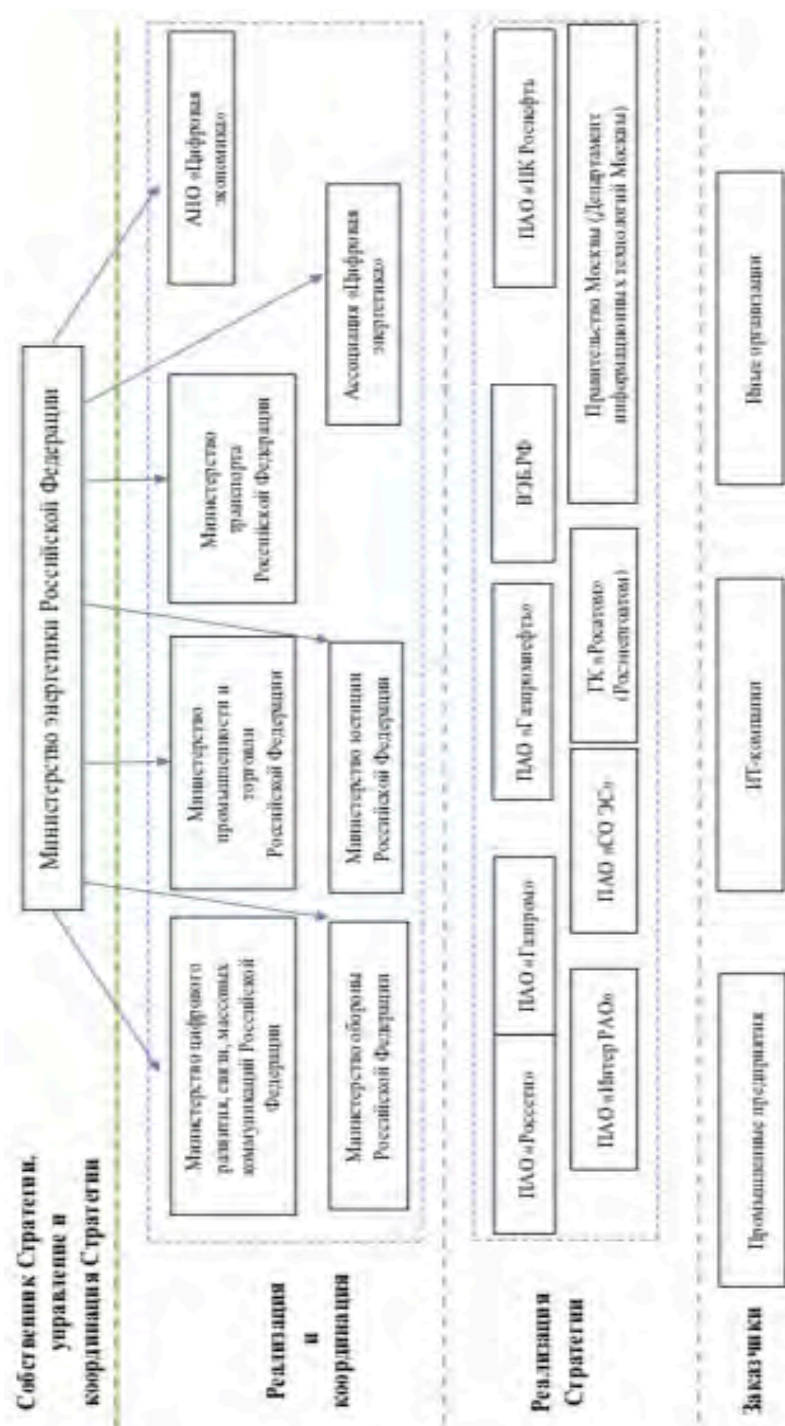 Собственник Стратегии,
управление и
координация Стратегии
Министерство энергетики Российской Федерации
Реализация
и
координация
Министерство цифрового
развития, связи, массовых
коммуникаций Российской
Федерации
Министерство
промышленности и
торговли
Российской Федерации
Министерство
транспорта
Российской Федерации
АНО «Цифровая
экономика»
Министерство обороны
Российской Федерации
Министерство юстиции
Российской Федерации
Ассоциация «Цифровая
энергетика»
Реализация
Стратегии
ПАО «Россети»
ПАО «Газпром»
ПАО «Газпромнефть»
ВЭБ.РФ
ПАО «НК Роснефть
ПАО «Интер РАО»
ПАО «СО ЭС»
ГК «Росатом»
(Росэнергоатом)
Правительство Москвы (Департамент
информационных технологий Москвы)
Заказчики
Промышленные предприятия
ИТ-компании
Иные организации